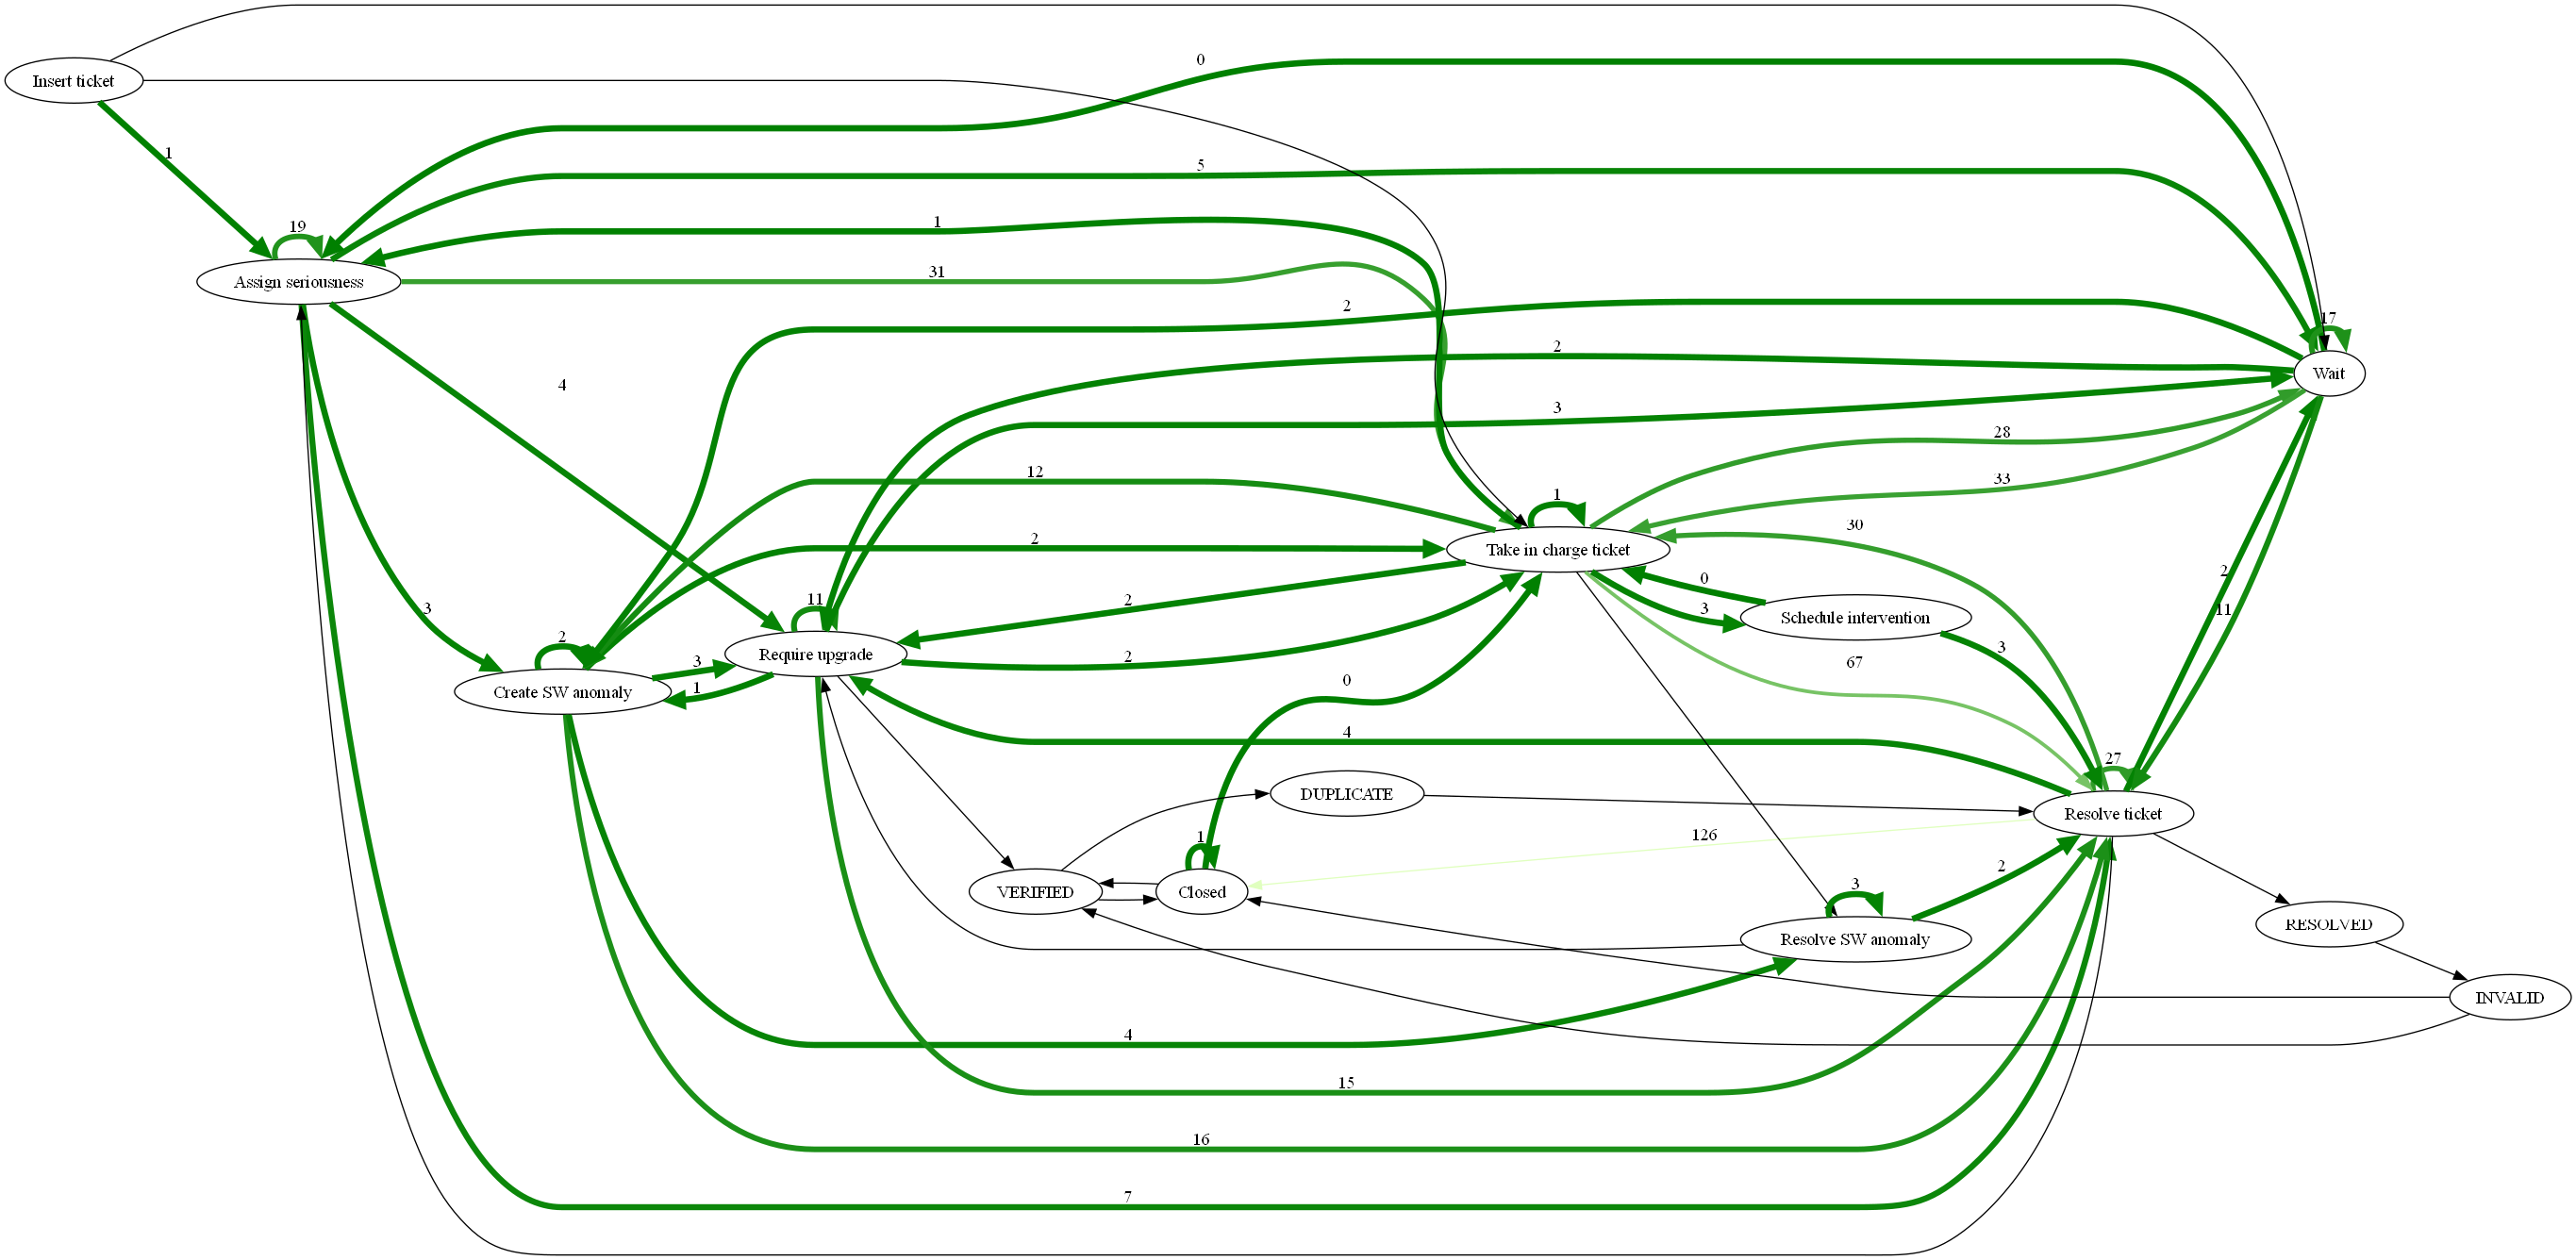 0
Insert ticket
1
5
19
1
31
Assign seriousness
2
17
2
Wait
4
3
28
12
33
1
30
2
Take in charge ticket
0
11
2
3
3
Schedule intervention
2
3
Require upgrade
2
3
67
1
0
Create SW anomaly
2
11
4
27
DUPLICATE
Resolve ticket
1
126
2
3
VERIFIED
Closed
RESOLVED
Resolve SW anomaly
INVALID
4
15
16
7